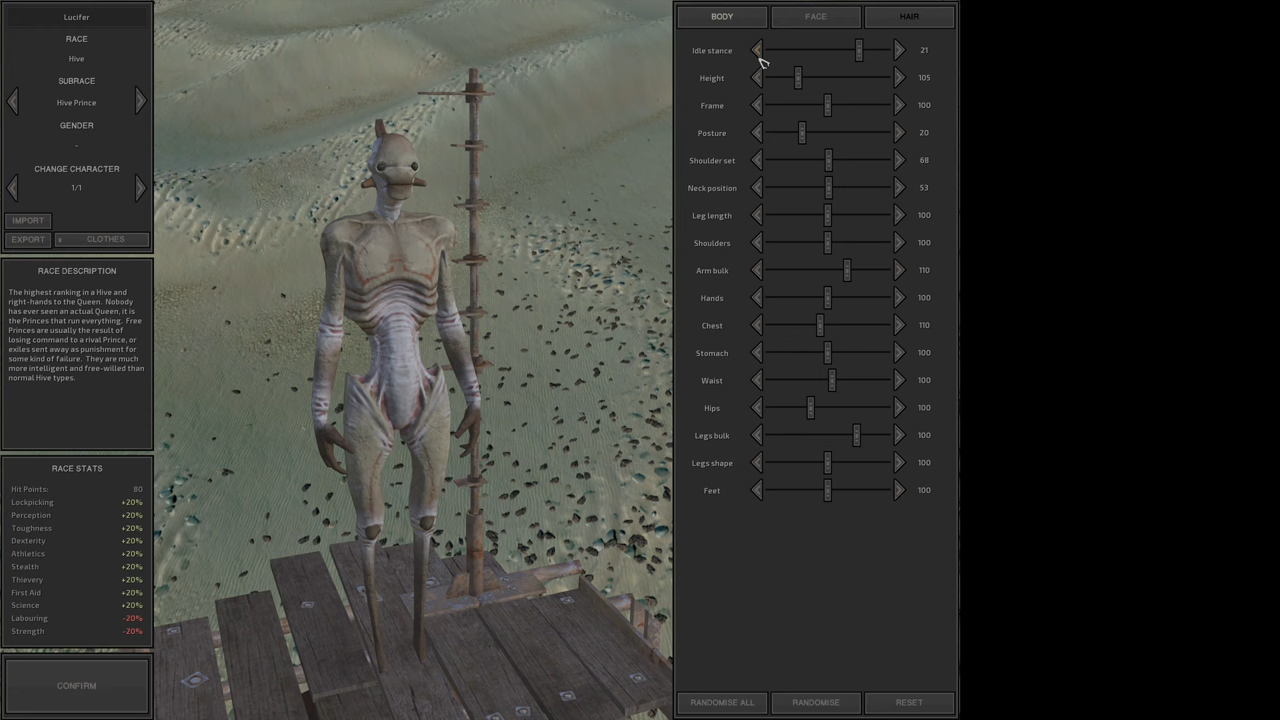 Lucifer
RACE
Hive
SUBRACE
Hive Prince
GENDER
-
CHANGE CHARACTER
1/1
IMPORT
EXPORT
x CLOTHES
RACE DESCRIPTION
The highest ranking in a Hive and
right-hands to the Queen. Nobody
has ever seen an actual Queen, it is
the Princes that run everything. Free
Princes are usually the result of
losing command to a rival Prince, or
exiles sent away as punishment for
some kind of failure. They are much
more intelligent and free-willed than
normal Hive types.
RACE STATS
Hit Points: 80
Lockpicking +20%
Perception +20%
Toughness +20%
Dexterity +20%
Athletics +20%
Stealth +20%
Thievery +20%
First Aid +20%
Science +20%
Labouring -20%
Strength -20%
CONFIRM
BODY FACE HAIR
Idle stance 21
Height 105
Frame 100
Posture 20
Shoulder set 68
Neck position 53
Leg length 100
Shoulders 100
Arm bulk 110
Hands 100
Chest 110
Stomach 100
Waist 100
Hips 100
Legs bulk 100
Legs shape 100
Feet 100
RANDOMISE ALL RANDOMISE RESET